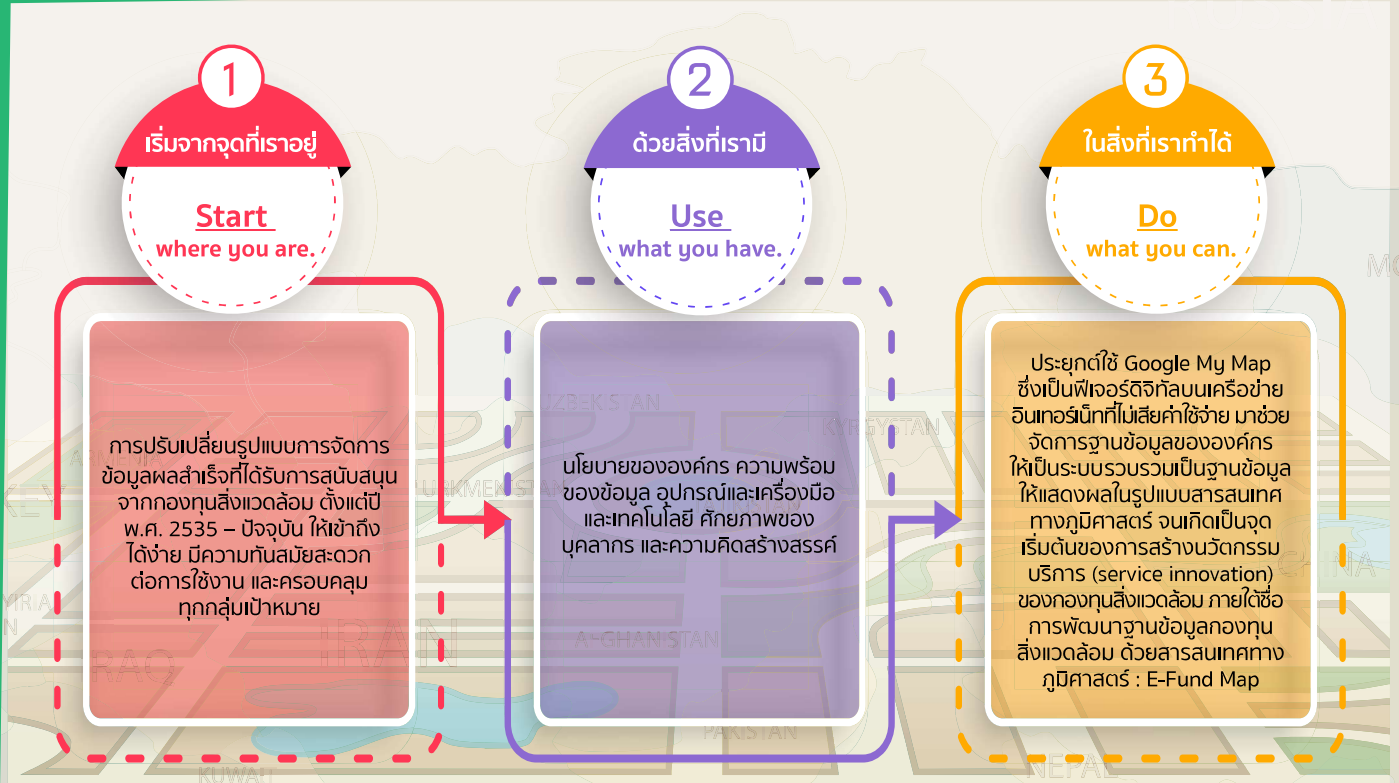 1
เริ่มจากจุดที่เราอยู่
Start
where you are.
การปรับเปลี่ยนรูปแบบการจัดการ
ข้อมูลผลสำเร็จที่ได้รับการสนับสนุน
จากกองทุนสิ่งแวดล้อม ตั้งแต่ปี
พ.ศ. 2535 – ปัจจุบัน ให้เข้าถึง
ได้ง่าย มีความทันสมัยสะดวก
ต่อการใช้งาน และครอบคลุม
ทุกกลุ่มเป้าหมาย
2
ด้วยสิ่งที่เรามี
Use
what you have.
นโยบายขององค์กร ความพร้อม
ของข้อมูล อุปกรณ์และเครื่องมือ
และเทคโนโลยี ศักยภาพของ
บุคลากร และความคิดสร้างสรรค์
3
ในสิ่งที่เราทำได้
Do
what you can.
ประยุกต์ใช้ Google My Map
ซึ่งเป็นฟีเจอร์ดิจิทัลบนเครือข่าย
อินเทอร์เน็ทที่ไม่เสียค่าใช้จ่าย มาช่วย
จัดการฐานข้อมูลขององค์กร
ให้เป็นระบบรวบรวมเป็นฐานข้อมูล
ให้แสดงผลในรูปแบบสารสนเทศ
ทางภูมิศาสตร์ จนเกิดเป็นจุด
เริ่มต้นของการสร้างนวัตกรรม
บริการ (service innovation)
ของกองทุนสิ่งแวดล้อม ภายใต้ชื่อ
การพัฒนาฐานข้อมูลกองทุน
สิ่งแวดล้อม ด้วยสารสนเทศทาง
ภูมิศาสตร์ : E-Fund Map
RUSSIA
UZBEKISTAN
KYRGYSTAN
ARMENIA
CHINA
IRAN
IRAQ
AFGHANISTAN
PAKISTAN
KUWAIT
NEPAL